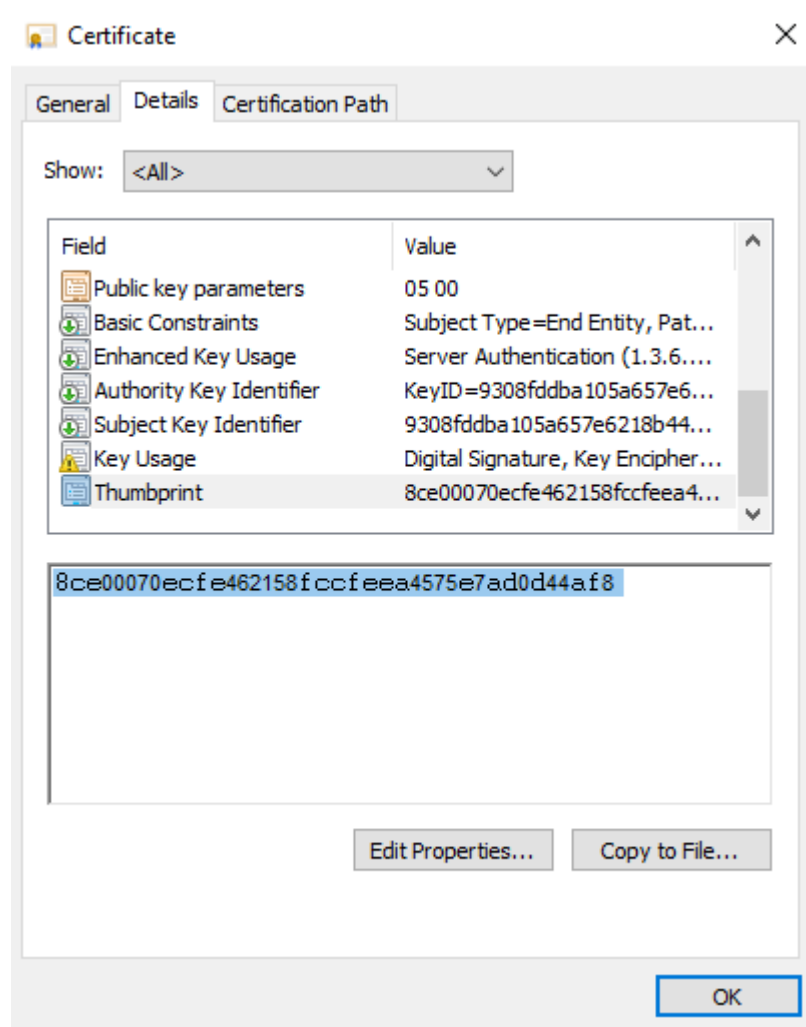 Certificate
General Details Certification Path
Show: <All>
Field Value
Public key parameters 05 00
Basic Constraints Subject Type=End Entity, Pat...
Enhanced Key Usage Server Authentication (1.3.6....
Authority Key Identifier KeyID=9308fddba105a657e6...
Subject Key Identifier 9308fddba105a657e6218b44...
Key Usage Digital Signature, Key Encipher...
Thumbprint 8ce00070ecfe462158fccfeea4...
8ce00070ecfe462158fccfeea4575e7ad0d44af8
Edit Properties... Copy to File...
OK